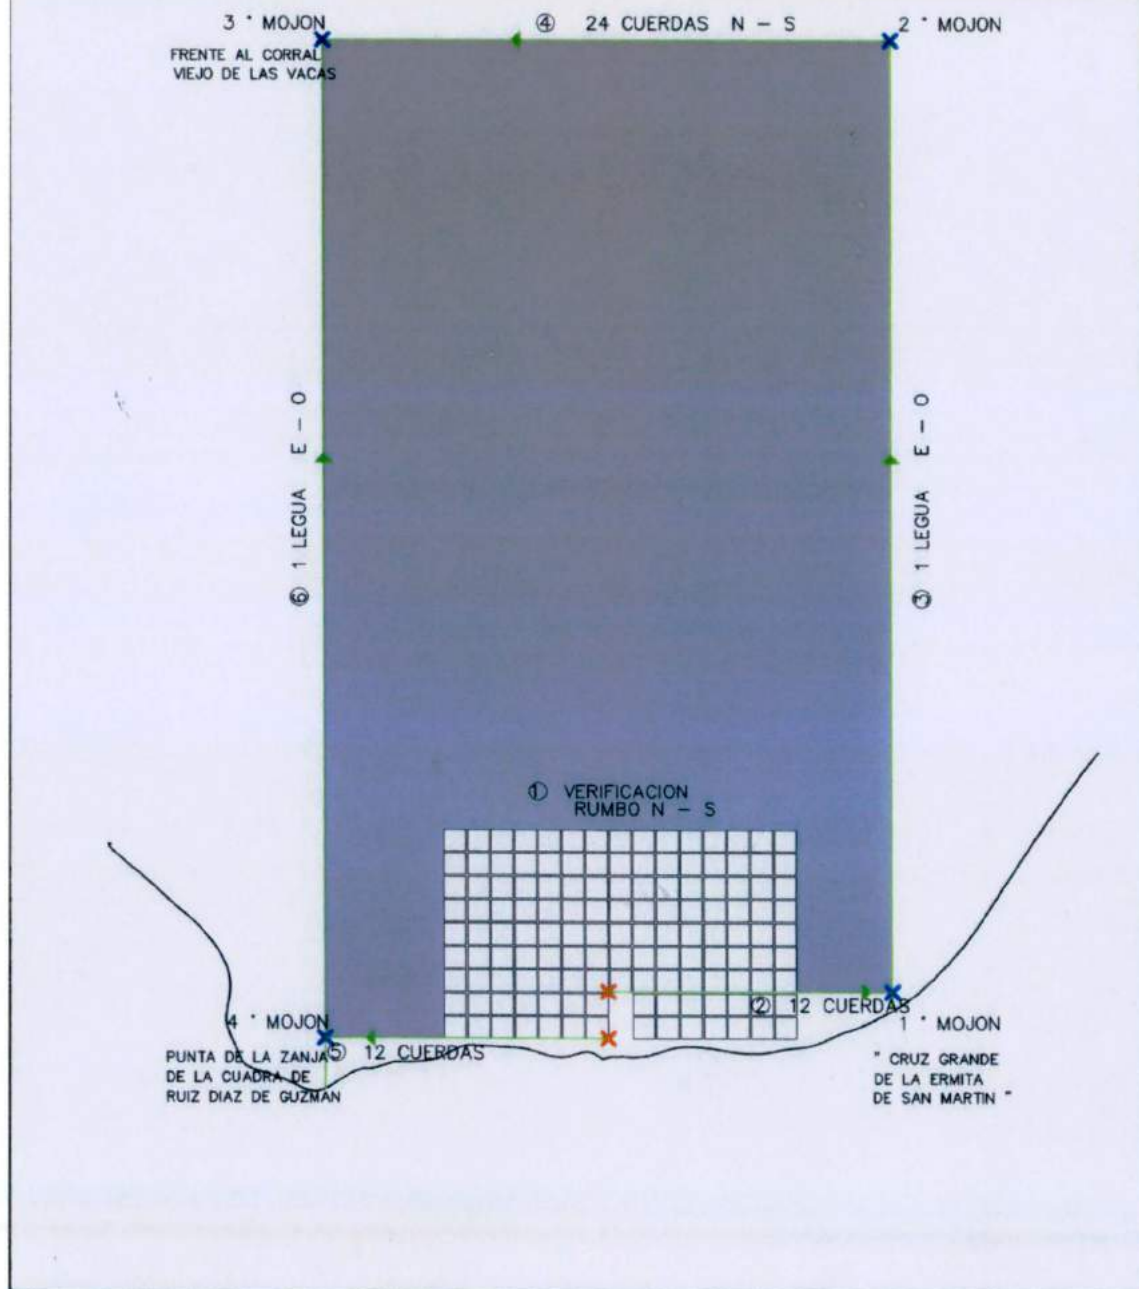 3 ° MOJON
④ 24 CUERDAS N - S
2 ° MOJON
FRENTE AL CORRAL
VIEJO DE LAS VACAS
⑥ 1 LEGUA E - O
③ 1 LEGUA E - O
① VERIFICACION
RUMBO N - S
② 12 CUERDAS
4 ° MOJON
1 ° MOJON
⑤ 12 CUERDAS
PUNTA DE LA ZANJA
DE LA CUADRA DE
RUIZ DIAZ DE GUZMAN
" CRUZ GRANDE
DE LA ERMITA
DE SAN MARTIN "